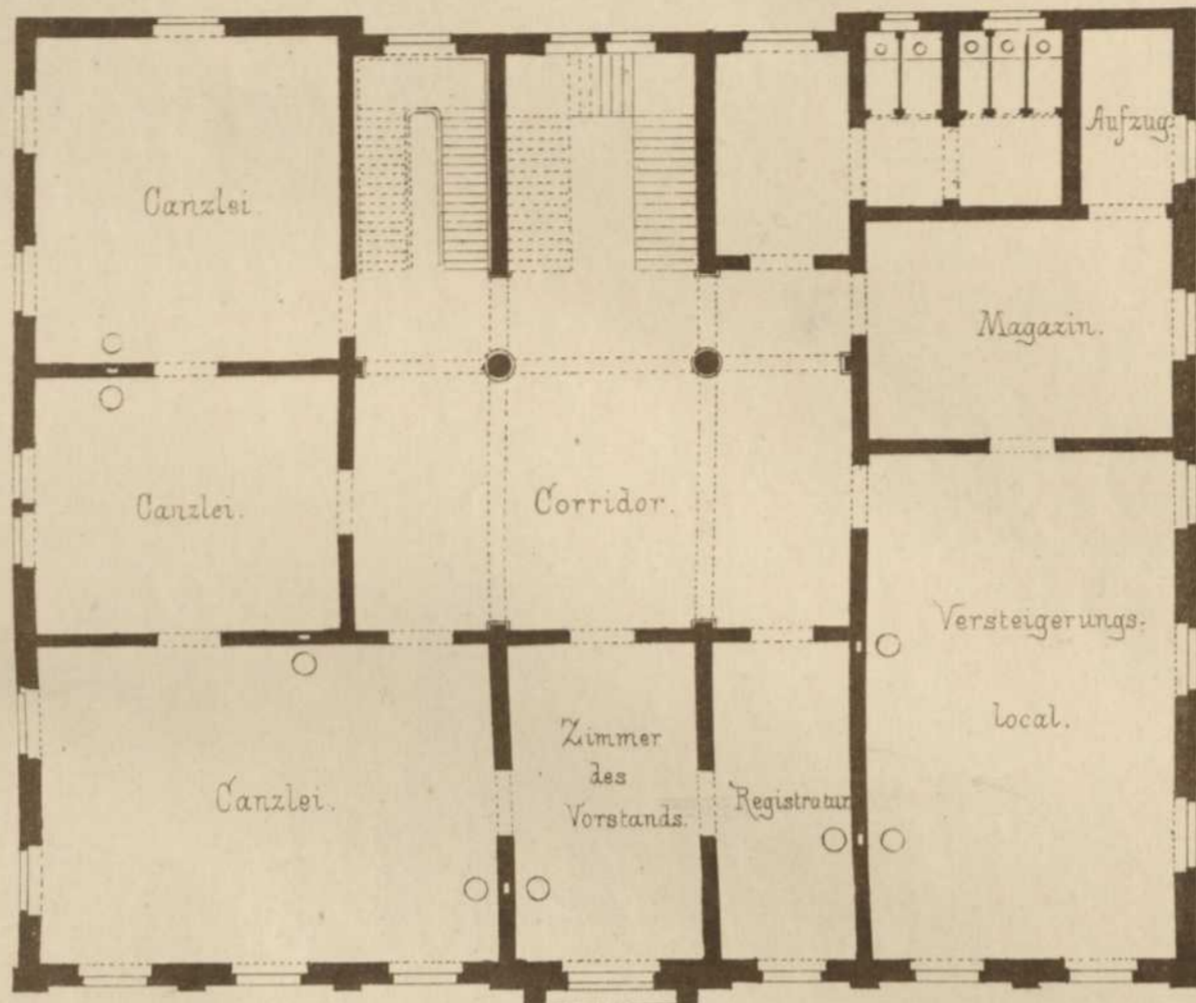 Aufzug.
Canzlei.
Magazin.
Canzlei.
Corridor.
Versteigerungs-
local.
Zimmer
des
Vorstands.
Canzlei.
Registratur